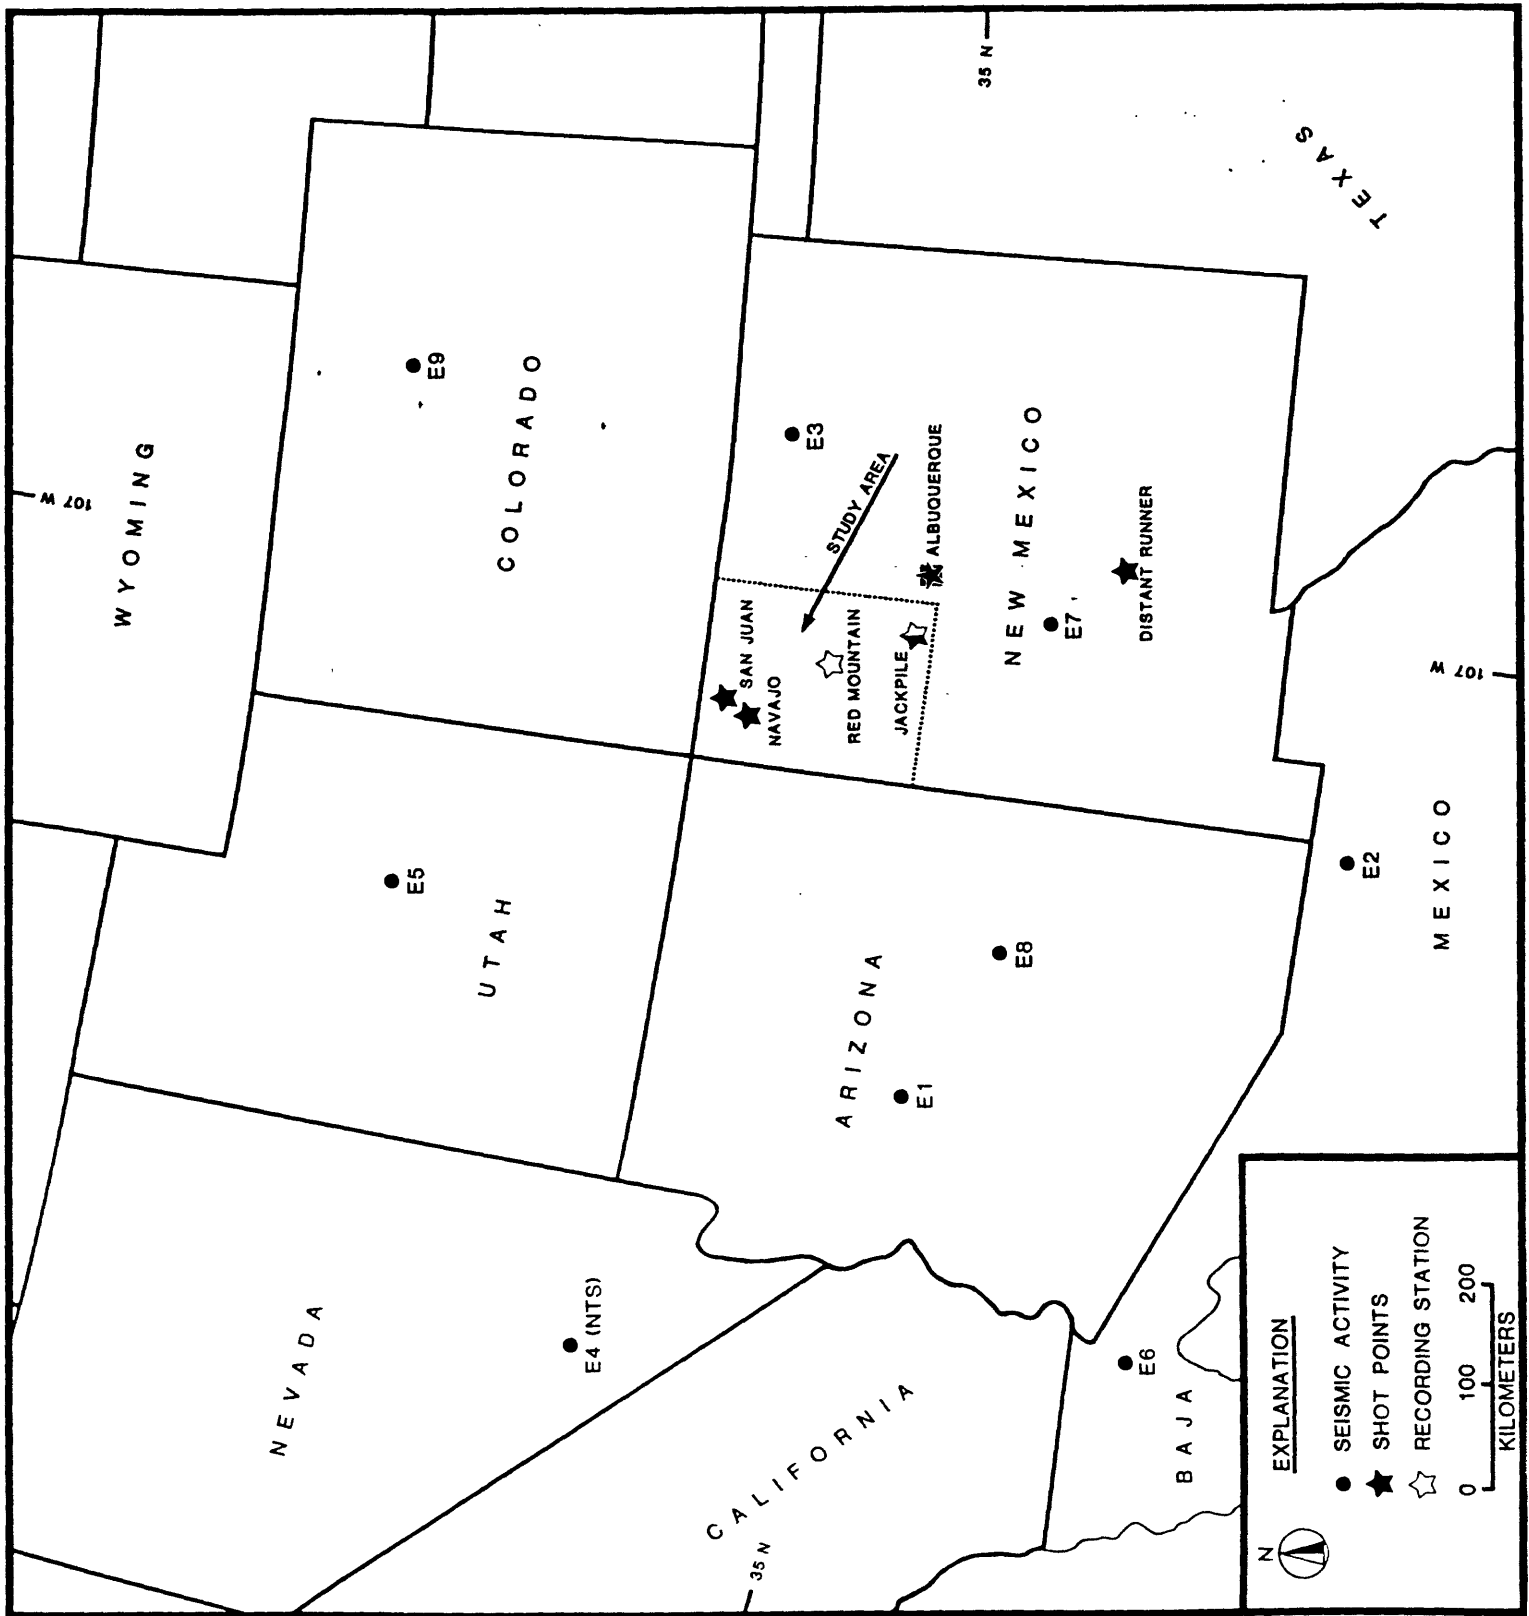 WYOMING
107 W
COLORADO
E9
35 N
TEXAS
NEVADA
E4 (NTS)
UTAH
E5
SAN JUAN
NAVAJO
RED MOUNTAIN
JACKPILE
STUDY AREA
E3
ALBUQUERQUE
NEW MEXICO
E7
DISTANT RUNNER
ARIZONA
E1
E8
CALIFORNIA
35 N
BAJA
E6
MEXICO
E2
107 W
EXPLANATION
SEISMIC ACTIVITY
SHOT POINTS
RECORDING STATION
0 100 200
KILOMETERS
N